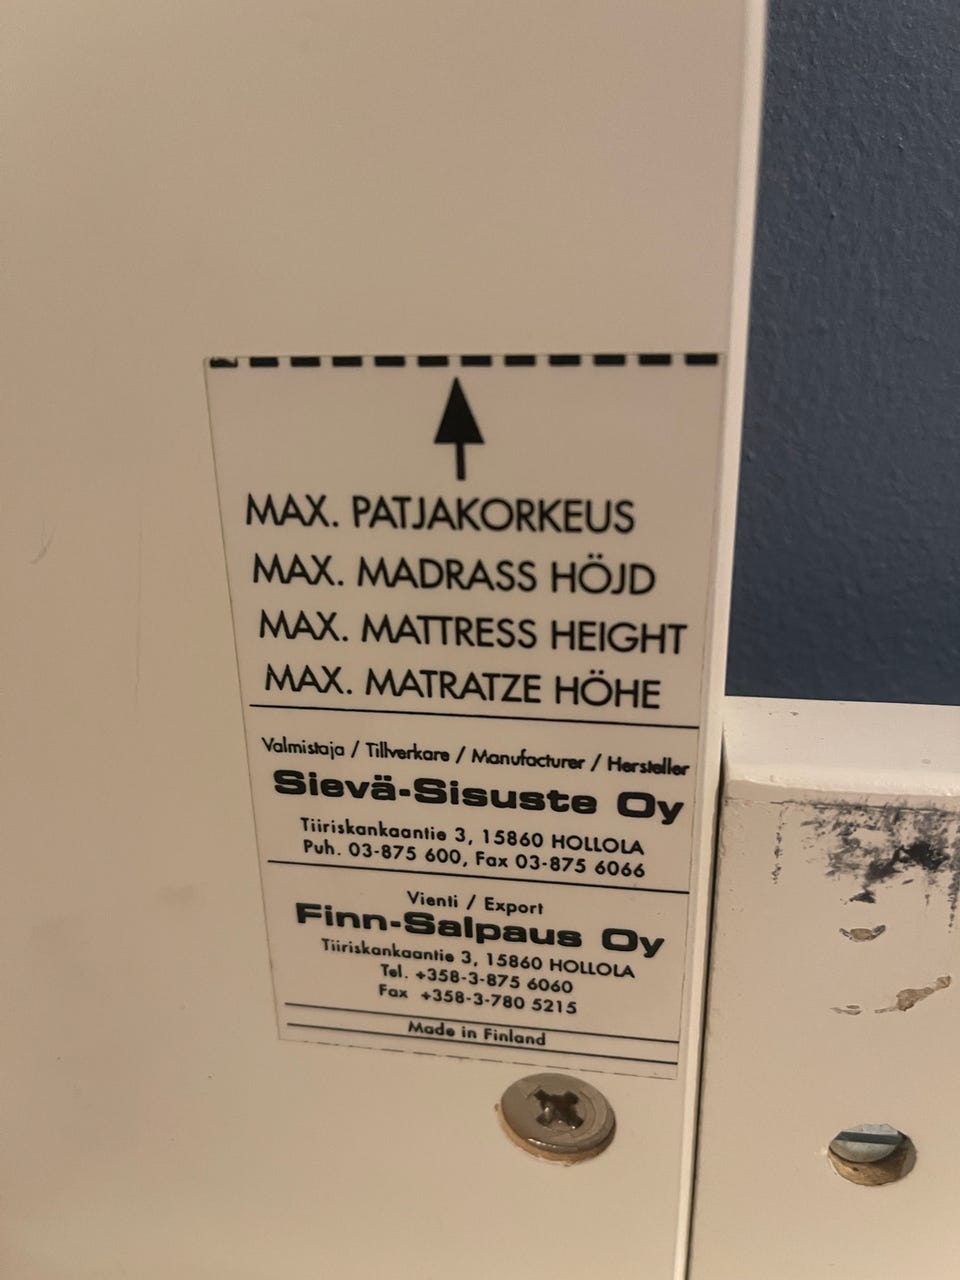 MAX. PATJAKORKEUS
MAX. MADRASS HÖJD
MAX. MATTRESS HEIGHT
MAX. MATRATZE HÖHE
Valmistaja / Tillverkare / Manufacturer / Hersteller
Sievä-Sisuste Oy
Tiiriskankaantie 3, 15860 HOLLOLA
Puh. 03-875 600, Fax 03-875 6066
Vienti / Export
Finn-Salpaus Oy
Tiiriskankaantie 3, 15860 HOLLOLA
Tel. +358-3-875 6060
Fax +358-3-780 5215
Made in Finland